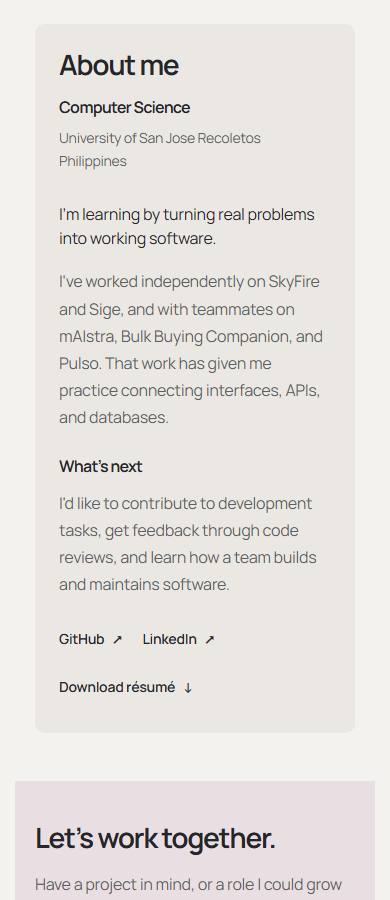 About me
Computer Science
University of San Jose Recoletos
Philippines
I’m learning by turning real problems
into working software.
I’ve worked independently on SkyFire
and Sige, and with teammates on
mAIstra, Bulk Buying Companion, and
Pulso. That work has given me
practice connecting interfaces, APIs,
and databases.
What’s next
I’d like to contribute to development
tasks, get feedback through code
reviews, and learn how a team builds
and maintains software.
GitHub ↗ LinkedIn ↗
Download résumé ↓
Let’s work together.
Have a project in mind, or a role I could grow